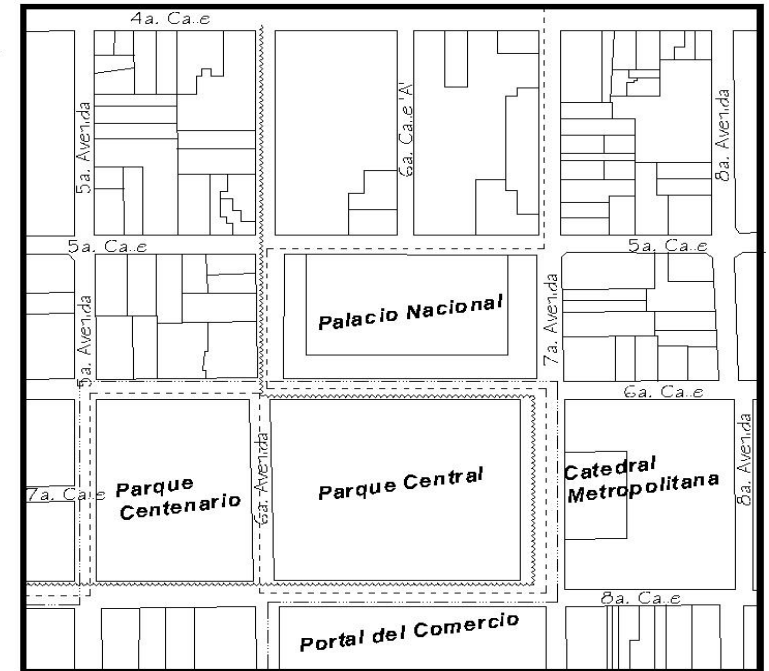 4a. Ca..e
5a. Avenida
6a. Ca..e 'A'
8a. Avenida
5a. Ca..e
5a. Ca..e
Palacio Nacional
5a. Avenida
7a. Avenida
6a. Ca..e
Parque
Centenario
7a. Ca..e
6a. Avenida
Parque Central
Catedral
Metropolitana
8a. Avenida
8a. Ca..e
Portal del Comercio